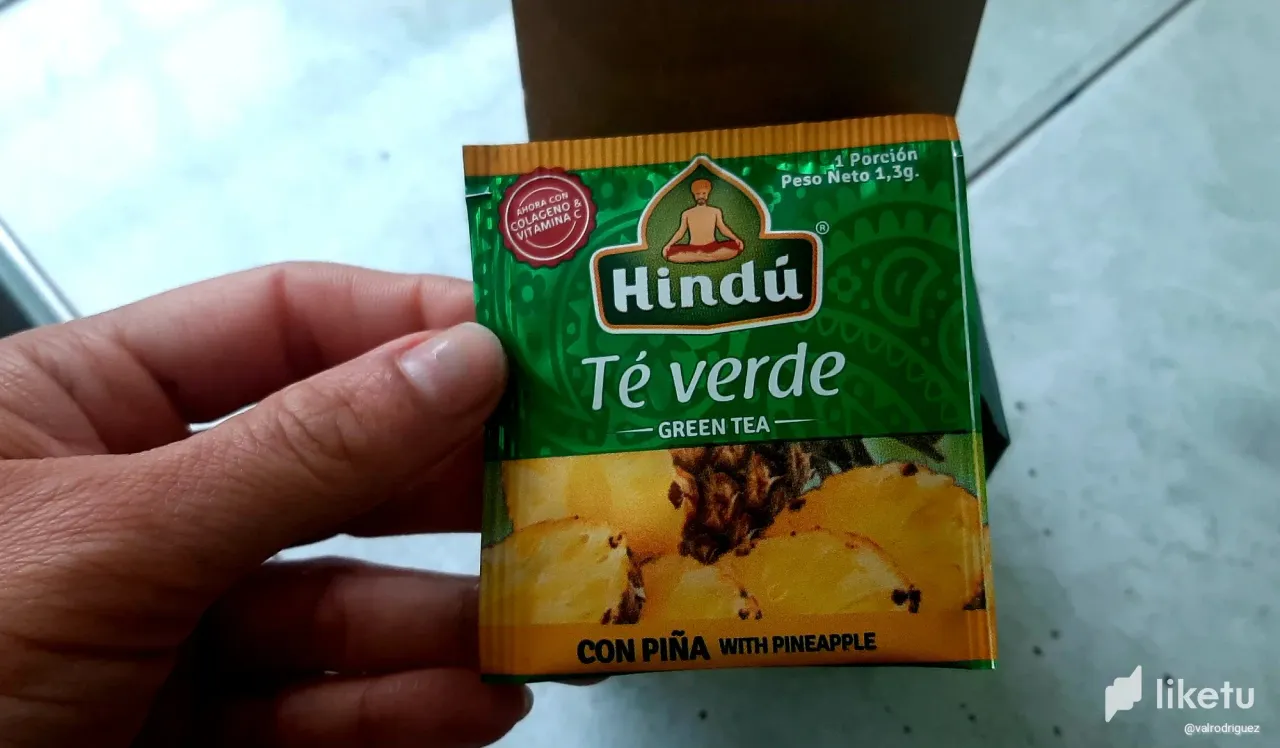 1 Porción
Peso Neto 1,3g.
AHORA CON
COLAGENO &
VITAMINA C
Hindú ®
Té verde
GREEN TEA
CON PIÑA WITH PINEAPPLE
liketu
@valrodriguez